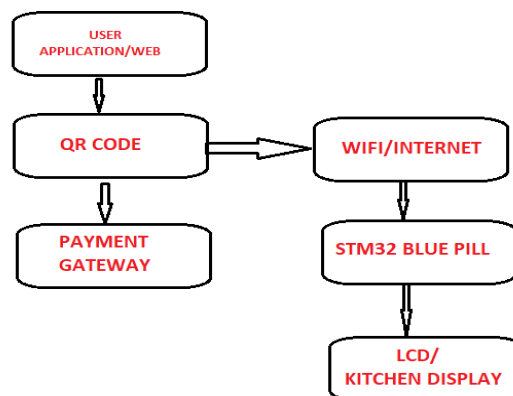 USER
APPLICATION/WEB
QR CODE
WIFI/INTERNET
PAYMENT
GATEWAY
STM32 BLUE PILL
LCD/
KITCHEN DISPLAY